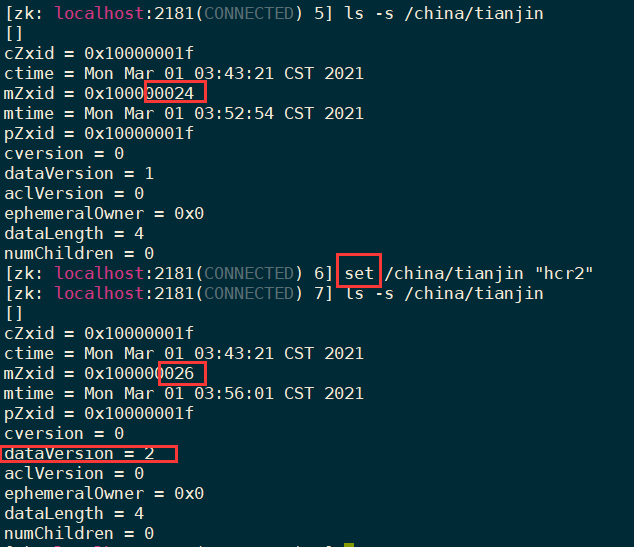 [zk: localhost:2181(CONNECTED) 5] ls -s /china/tianjin
[]
cZxid = 0x10000001f
ctime = Mon Mar 01 03:43:21 CST 2021
mZxid = 0x100000024
mtime = Mon Mar 01 03:52:54 CST 2021
pZxid = 0x10000001f
cversion = 0
dataVersion = 1
aclVersion = 0
ephemeralOwner = 0x0
dataLength = 4
numChildren = 0
[zk: localhost:2181(CONNECTED) 6] set /china/tianjin "hcr2"
[zk: localhost:2181(CONNECTED) 7] ls -s /china/tianjin
[]
cZxid = 0x10000001f
ctime = Mon Mar 01 03:43:21 CST 2021
mZxid = 0x100000026
mtime = Mon Mar 01 03:56:01 CST 2021
pZxid = 0x10000001f
cversion = 0
dataVersion = 2
aclVersion = 0
ephemeralOwner = 0x0
dataLength = 4
numChildren = 0